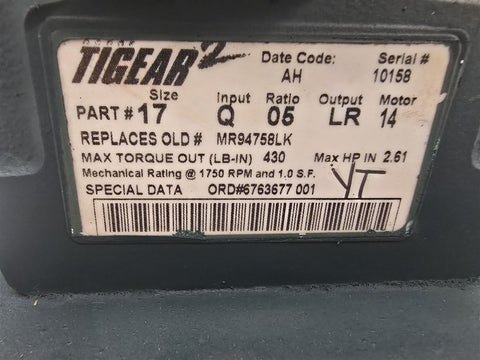 TIGEAR 2
Date Code: Serial #
AH 10158
Size Input Ratio Output Motor
PART # 17 Q 05 LR 14
REPLACES OLD # MR94758LK
MAX TORQUE OUT (LB-IN) 430 Max HP IN 2.61
Mechanical Rating @ 1750 RPM and 1.0 S.F.
SPECIAL DATA ORD#6763677 001
YT